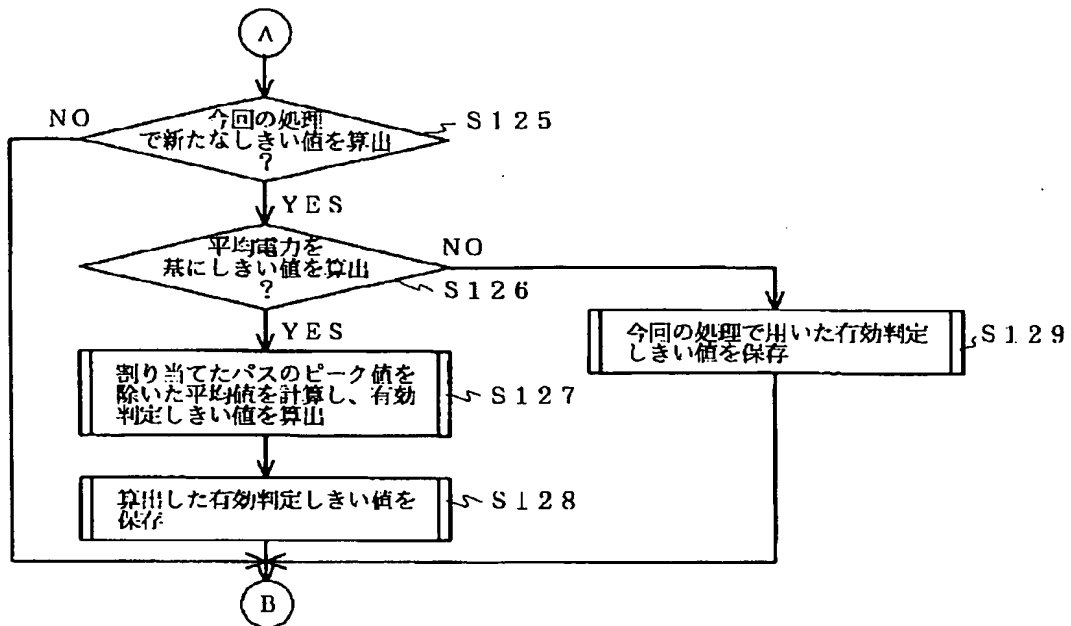 A
NO
今回の処理
で新たなしきい値を算出
?
S125
YES
平均電力を
基にしきい値を算出
?
NO
S126
YES
今回の処理で用いた有効判定
しきい値を保存
S129
割り当てたパスのピーク値を
除いた平均値を計算し、有効
判定しきい値を算出
S127
算出した有効判定しきい値を
保存
S128
B